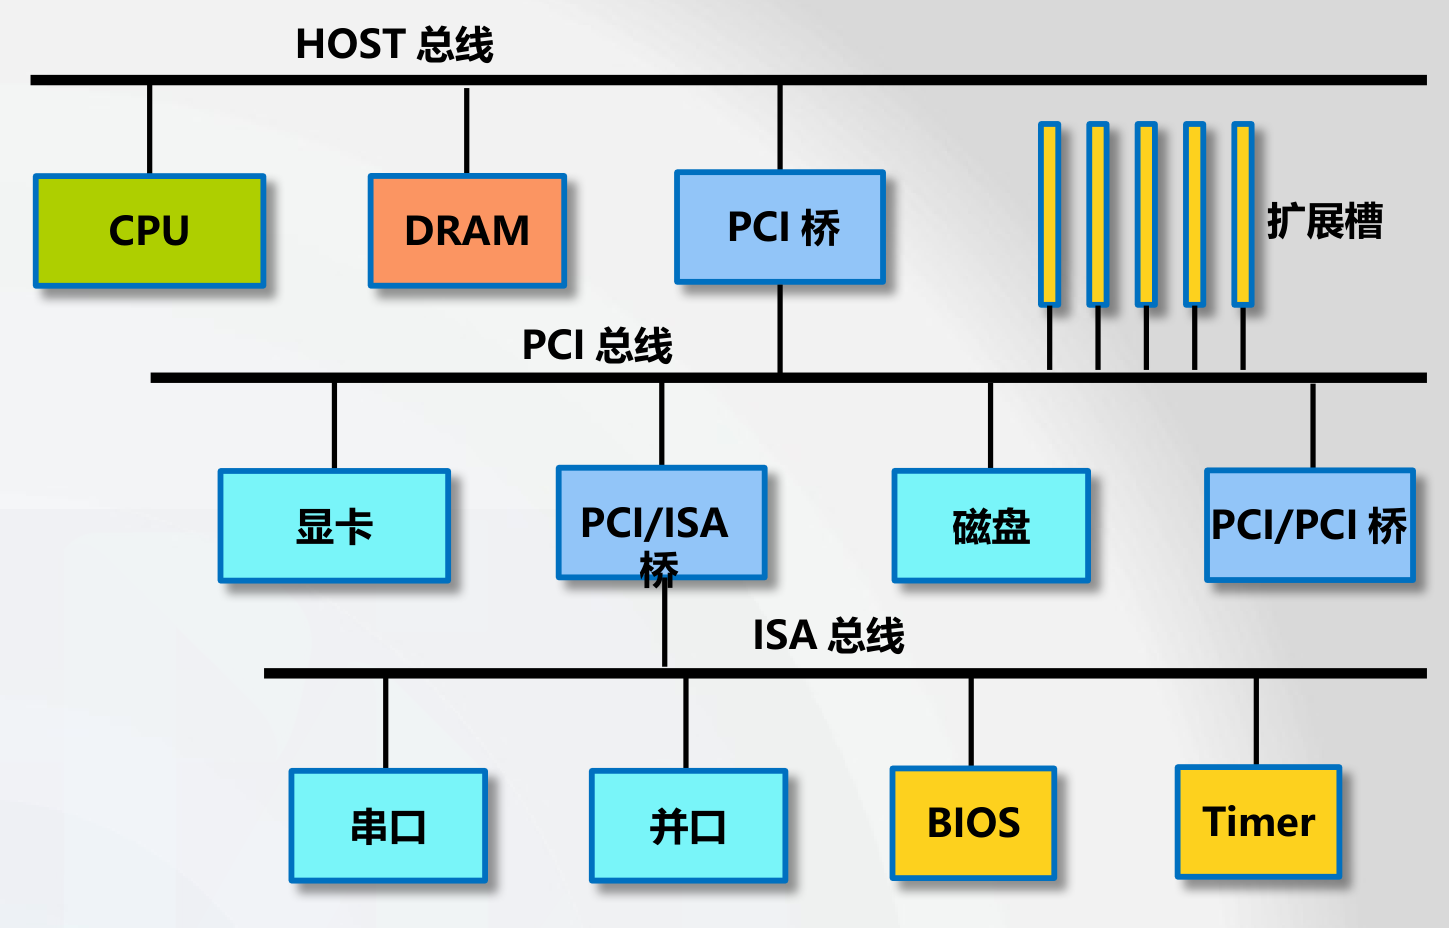 HOST 总线
CPU
DRAM
PCI 桥
扩展槽
PCI 总线
显卡
PCI/ISA
桥
磁盘
PCI/PCI 桥
ISA 总线
串口
并口
BIOS
Timer